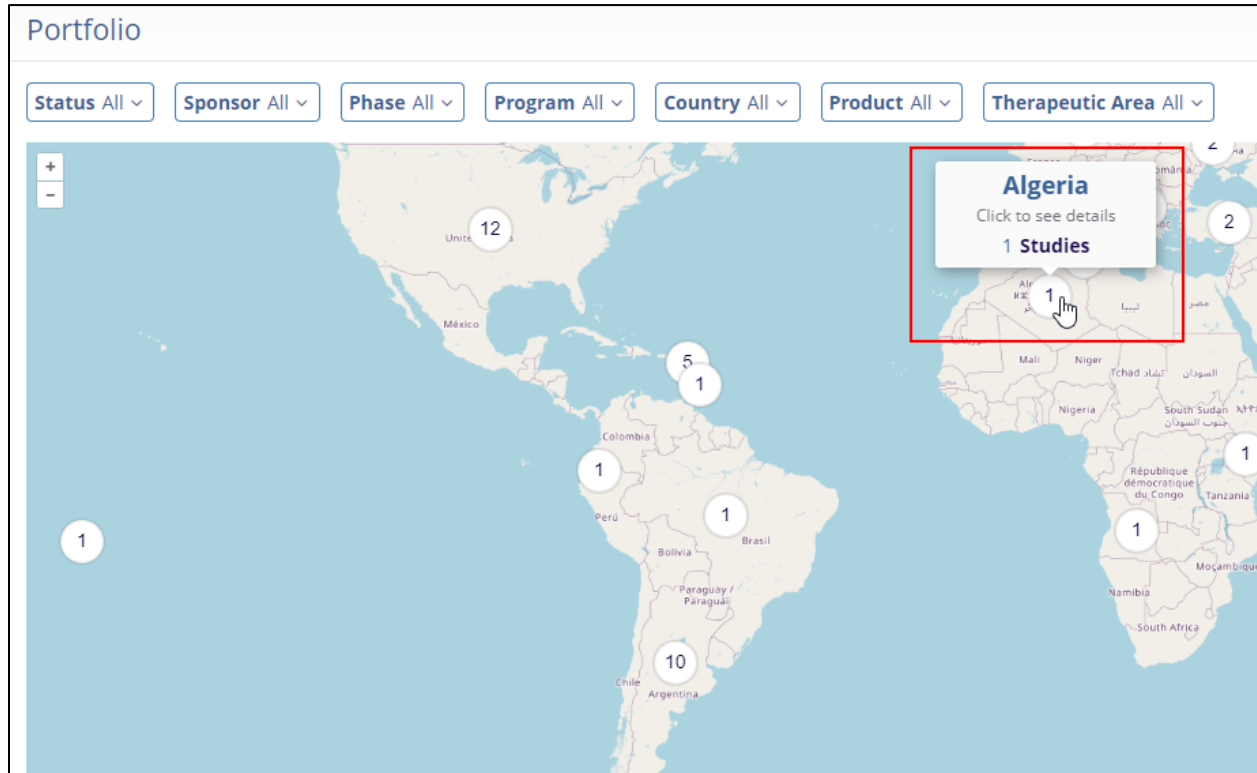 Portfolio
Status All
Sponsor All
Phase All
Program All
Country All
Product All
Therapeutic Area All
+
-
2
Algeria
Click to see details
1 Studies
2
12
1
México
Mali
Niger
Tchad تشاد
السودان
ليبيا
مصر
5
1
Nigeria
South Sudan
جنوب السودان
Colombia
1
1
République
démocratique
du Congo
Tanzania
Perú
1
Brasil
1
1
Bolivia
Moçambique
Paraguay /
Paraguái
Namibia
South Africa
10
Chile
Argentina